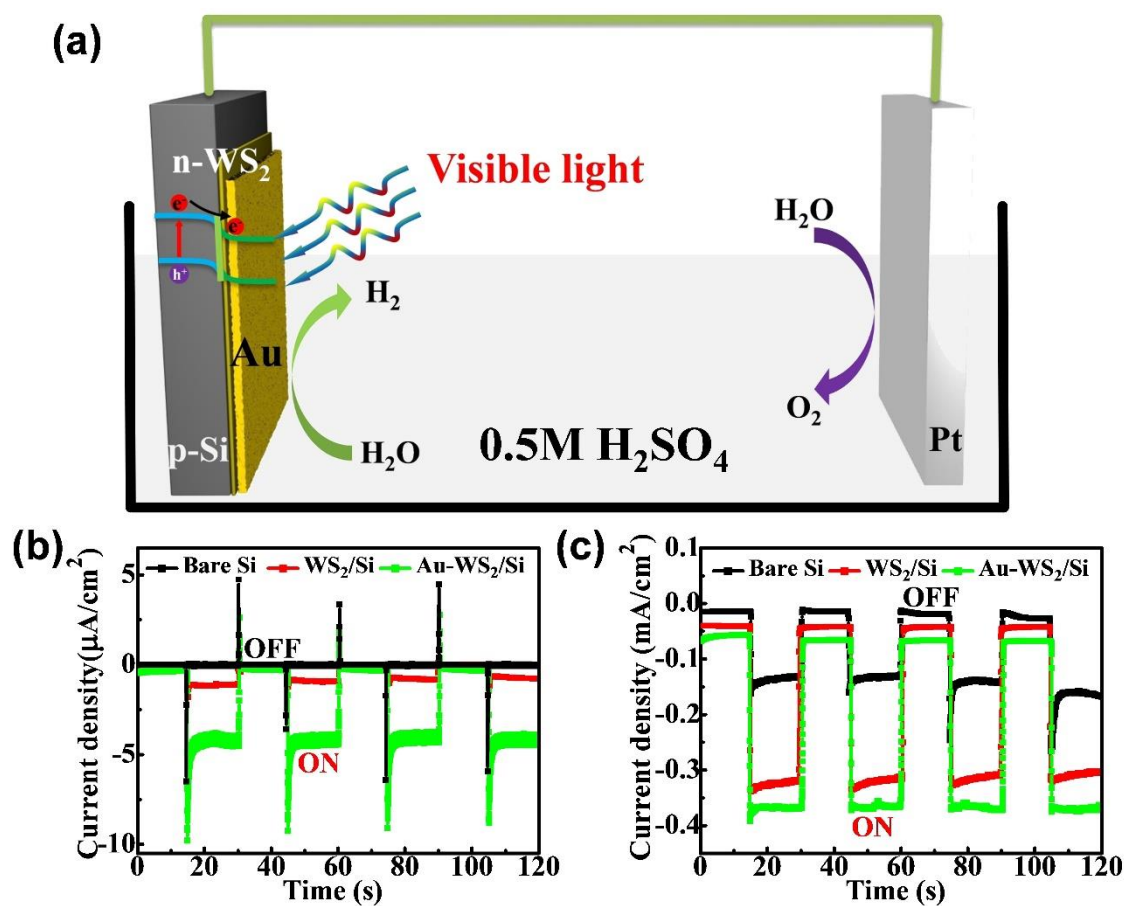 (a)
n-WS₂
Visible light
e⁻
e⁻
h⁺
H₂O
H₂
Au
O₂
p-Si
H₂O
0.5M H₂SO₄
Pt
(b)
Bare Si WS₂/Si Au-WS₂/Si
5
0
-5
-10
OFF
ON
Current density(μA/cm²)
0 20 40 60 80 100 120
Time (s)
(c)
0.1
0.0
-0.1
-0.2
-0.3
-0.4
Bare Si WS₂/Si Au-WS₂/Si
OFF
ON
Current density (mA/cm²)
0 20 40 60 80 100 120
Time (s)